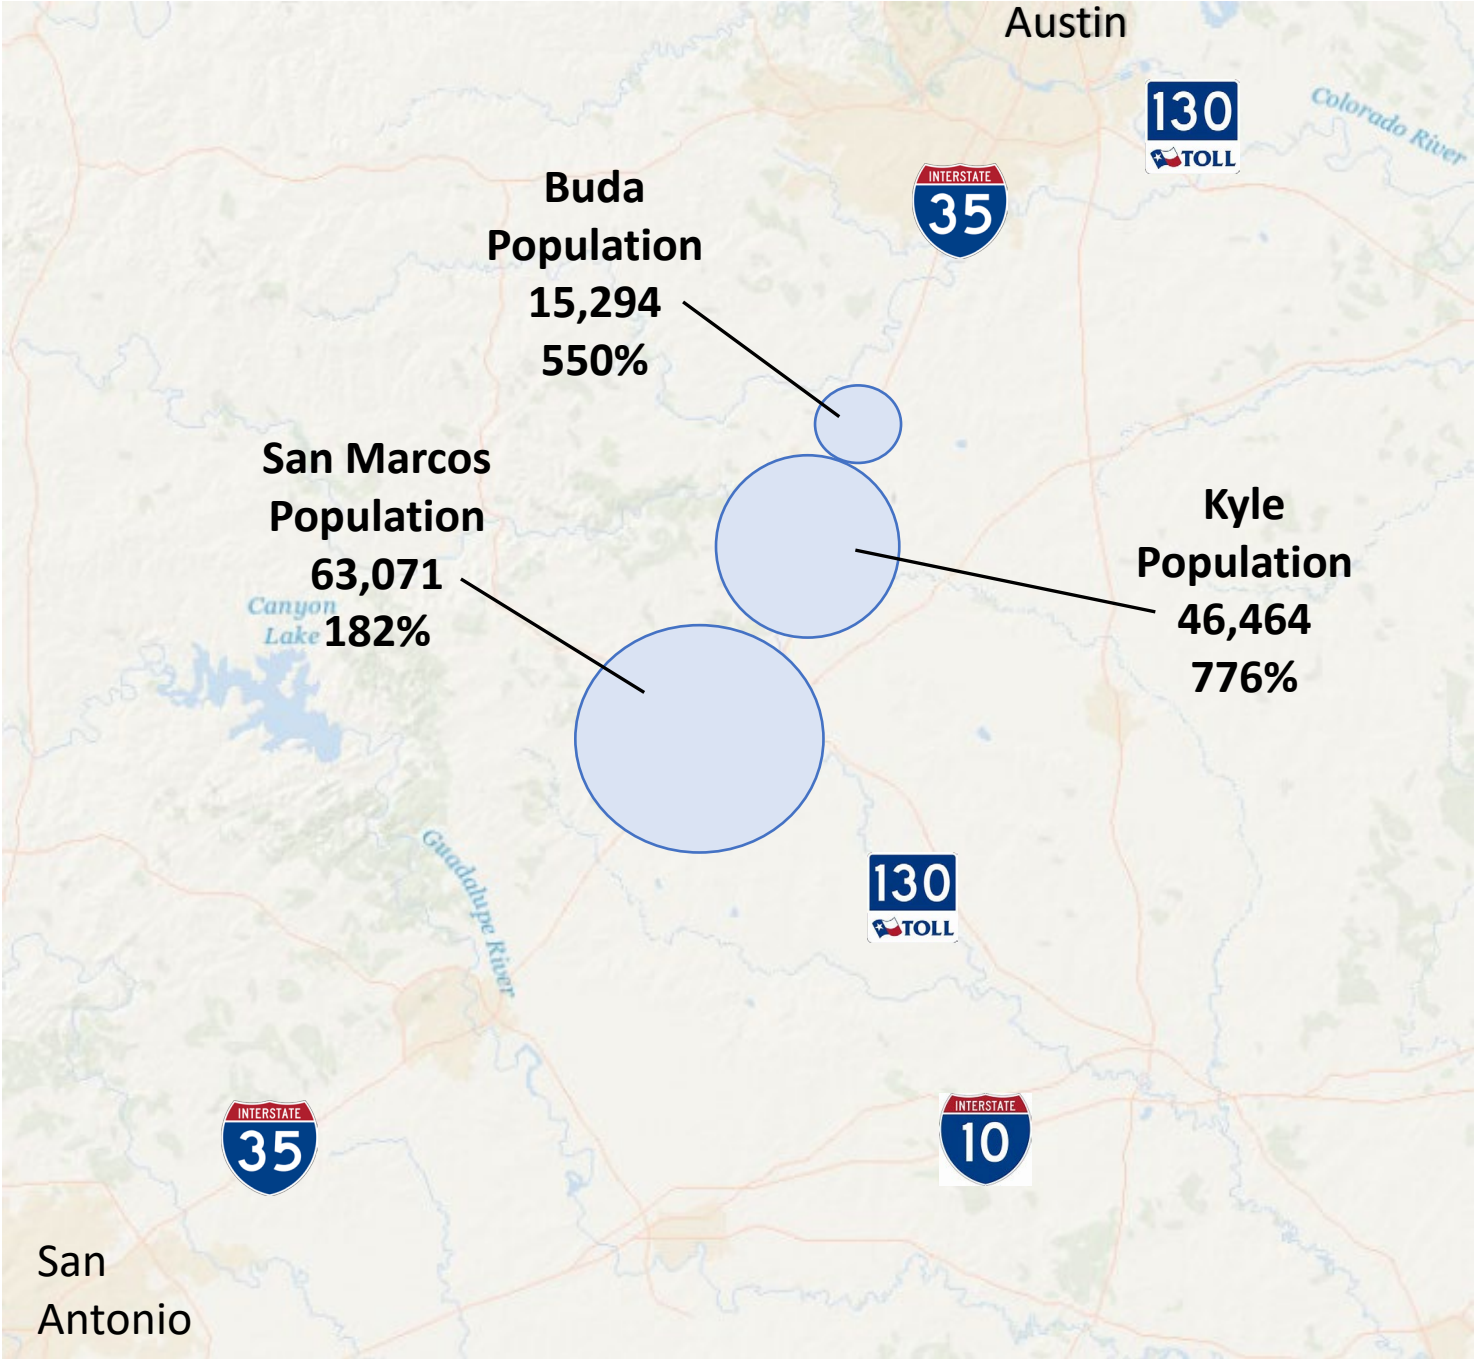 Austin
130
TOLL
Colorado River
INTERSTATE
35
Buda
Population
15,294
550%
San Marcos
Population
63,071
182%
Canyon
Lake
Kyle
Population
46,464
776%
Guadalupe River
130
TOLL
INTERSTATE
35
INTERSTATE
10
San
Antonio